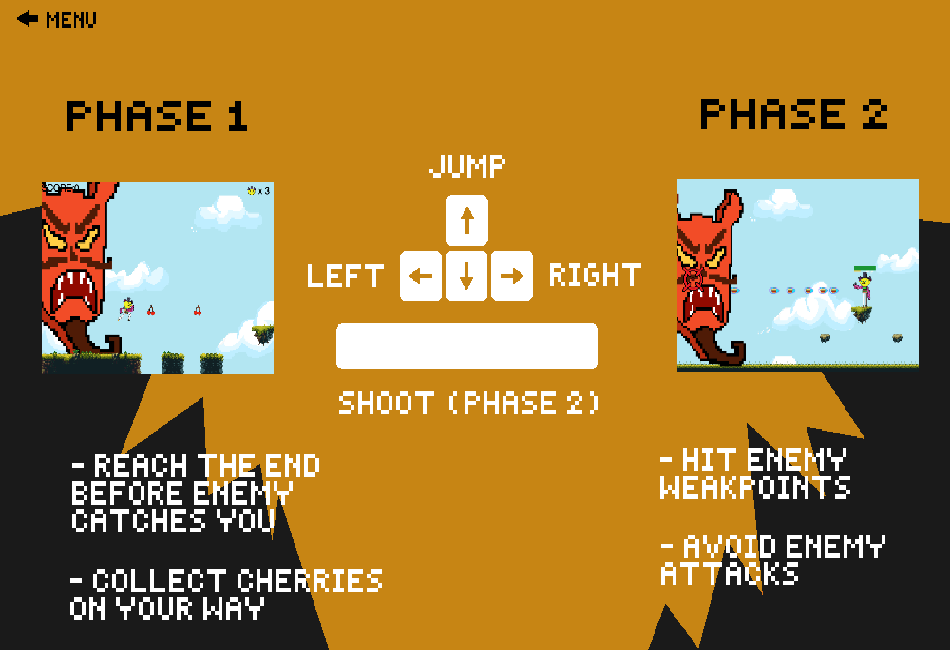 MENU
PHASE 1
PHASE 2
JUMP
LEFT
RIGHT
SHOOT (PHASE 2)
x 3
- REACH THE END
BEFORE ENEMY
CATCHES YOU
- COLLECT CHERRIES
ON YOUR WAY
- HIT ENEMY
WEAKPOINTS
- AVOID ENEMY
ATTACKS